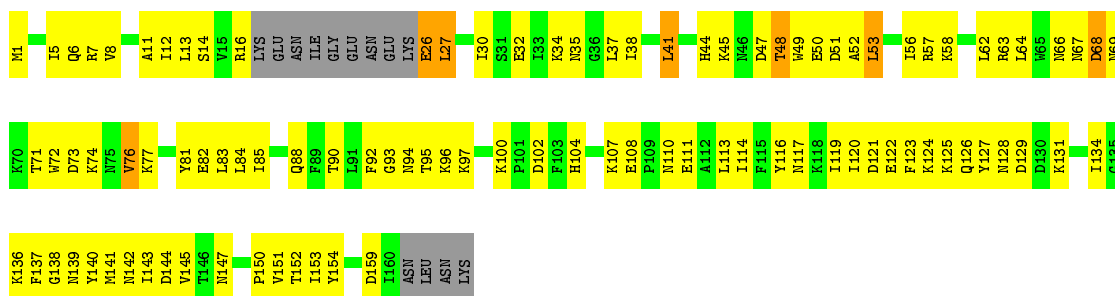 M1 I5 Q6 R7 V8 A11 I12 L13 S14 V15 R16 LYS GLU ASN ILE GLY GLU ASN GLU LYS E26 L27 I30 S31 E32 I33 K34 N35 G36 L37 I38 L41 H44 K45 N46 D47 T48 W49 E50 D51 A52 L53 I56 R57 K58 L62 R63 L64 W65 N66 N67 D68 N69
K70 T71 W72 D73 K74 N75 V76 K77 Y81 E82 L83 L84 I85 Q88 F89 T90 L91 F92 G93 N94 T95 K96 K97 K100 P101 D102 F103 H104 K107 E108 P109 N110 E111 A112 L113 I114 F115 Y116 N117 K118 I119 I120 D121 E122 F123 K124 K125 Q126 Y127 N128 D129 D130 K131 I134 G135
K136 F137 G138 N139 Y140 M141 N142 I143 D144 V145 T146 N147 P150 V151 T152 I153 Y154 D159 I160 ASN LEU ASN LYS